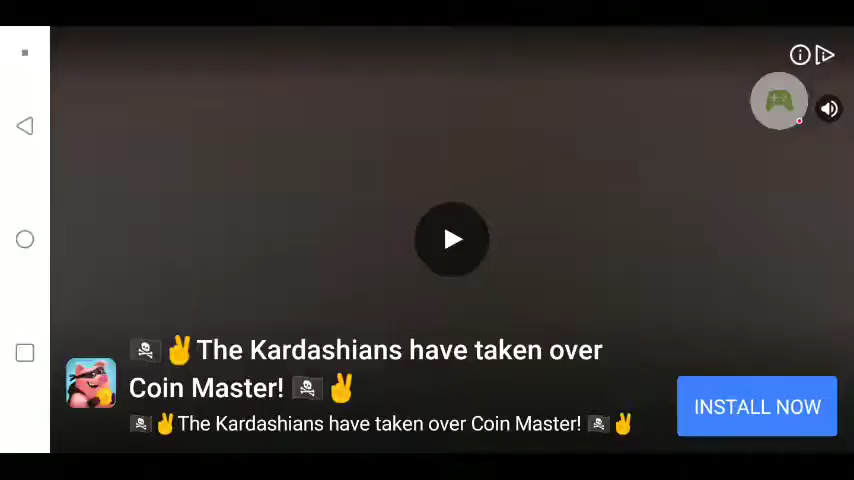 🏴‍☠️✌️The Kardashians have taken over
Coin Master! 🏴‍☠️✌️
🏴‍☠️✌️The Kardashians have taken over Coin Master! 🏴‍☠️✌️
INSTALL NOW